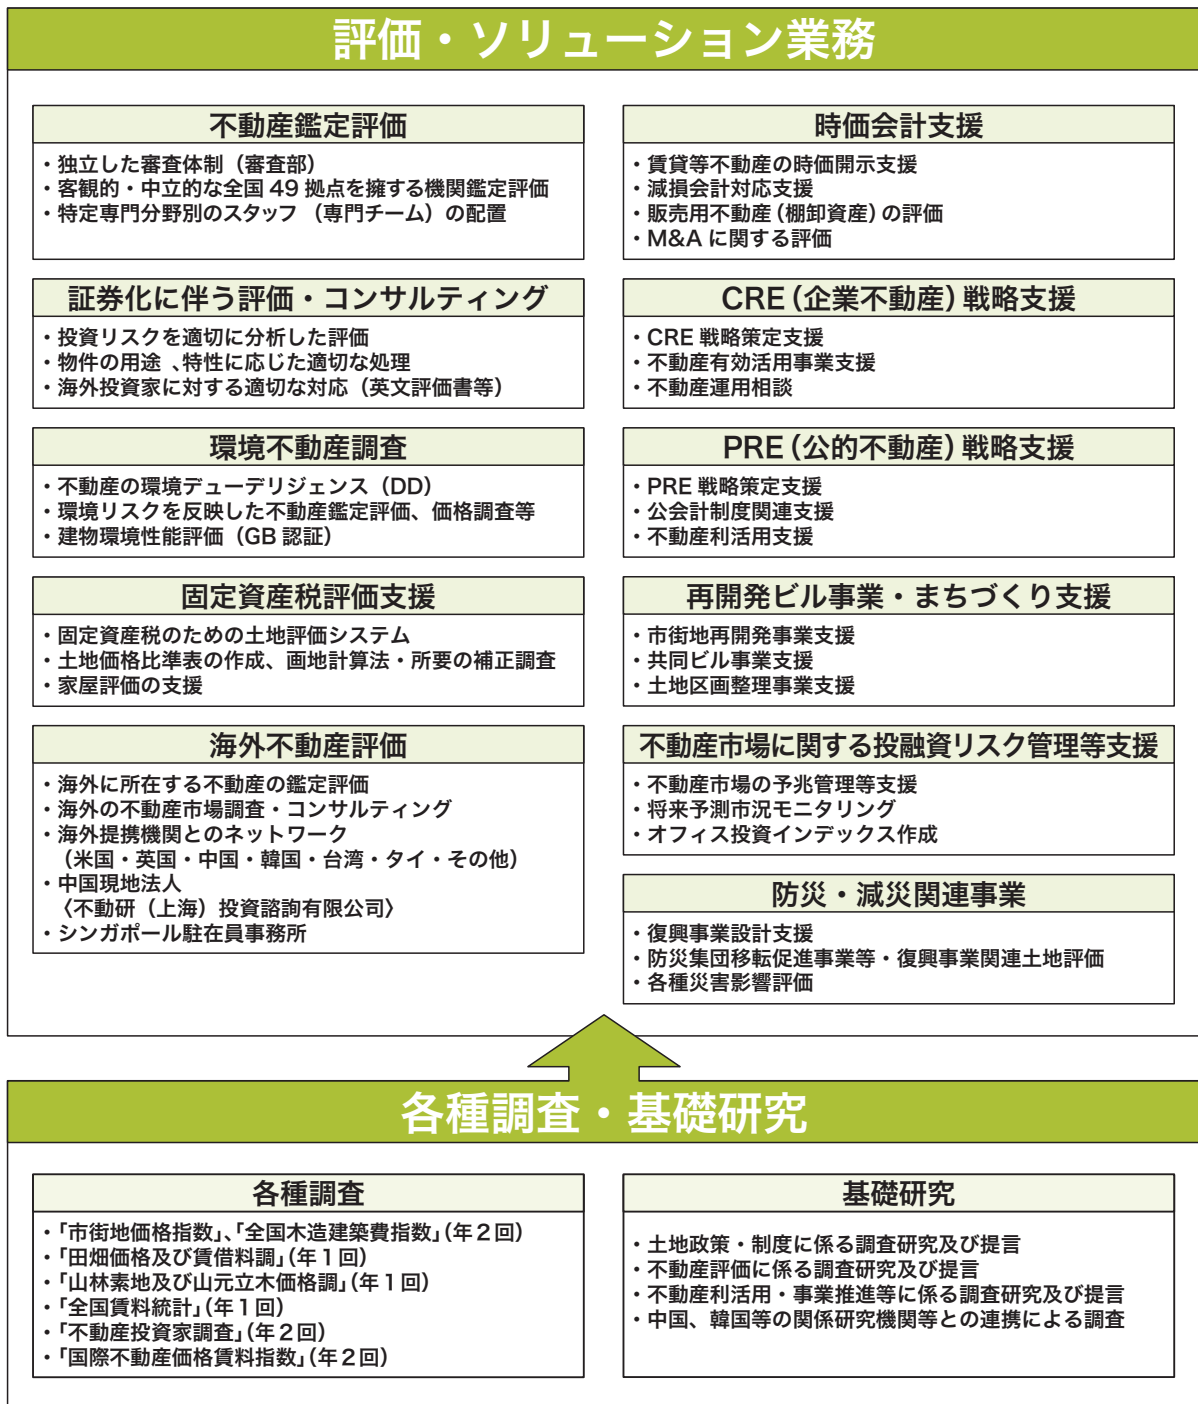 評価・ソリューション業務
不動産鑑定評価
・独立した審査体制（審査部）
・客観的・中立的な全国 49 拠点を擁する機関鑑定評価
・特定専門分野別のスタッフ （専門チーム）の配置
証券化に伴う評価・コンサルティング
・投資リスクを適切に分析した評価
・物件の用途 、特性に応じた適切な処理
・海外投資家に対する適切な対応（英文評価書等）
環境不動産調査
・不動産の環境デューデリジェンス（DD）
・環境リスクを反映した不動産鑑定評価、価格調査等
・建物環境性能評価（GB 認証）
固定資産税評価支援
・固定資産税のための土地評価システム
・土地価格比準表の作成、画地計算法・所要の補正調査
・家屋評価の支援
海外不動産評価
・海外に所在する不動産の鑑定評価
・海外の不動産市場調査・コンサルティング
・海外提携機関とのネットワーク
（米国・英国・中国・韓国・台湾・タイ・その他）
・中国現地法人
〈不動研（上海）投資諮詢有限公司〉
・シンガポール駐在員事務所
時価会計支援
・賃貸等不動産の時価開示支援
・減損会計対応支援
・販売用不動産（棚卸資産）の評価
・M&A に関する評価
CRE（企業不動産）戦略支援
・CRE 戦略策定支援
・不動産有効活用事業支援
・不動産運用相談
PRE（公的不動産）戦略支援
・PRE 戦略策定支援
・公会計制度関連支援
・不動産利活用支援
再開発ビル事業・まちづくり支援
・市街地再開発事業支援
・共同ビル事業支援
・土地区画整理事業支援
不動産市場に関する投融資リスク管理等支援
・不動産市場の予兆管理等支援
・将来予測市況モニタリング
・オフィス投資インデックス作成
防災・減災関連事業
・復興事業設計支援
・防災集団移転促進事業等・復興事業関連土地評価
・各種災害影響評価
各種調査・基礎研究
各種調査
・「市街地価格指数」、「全国木造建築費指数」（年２回）
・「田畑価格及び賃借料調」（年１回）
・「山林素地及び山元立木価格調」（年１回）
・「全国賃料統計」（年１回）
・「不動産投資家調査」（年２回）
・「国際不動産価格賃料指数」（年２回）
基礎研究
・土地政策・制度に係る調査研究及び提言
・不動産評価に係る調査研究及び提言
・不動産利活用・事業推進等に係る調査研究及び提言
・中国、韓国等の関係研究機関等との連携による調査